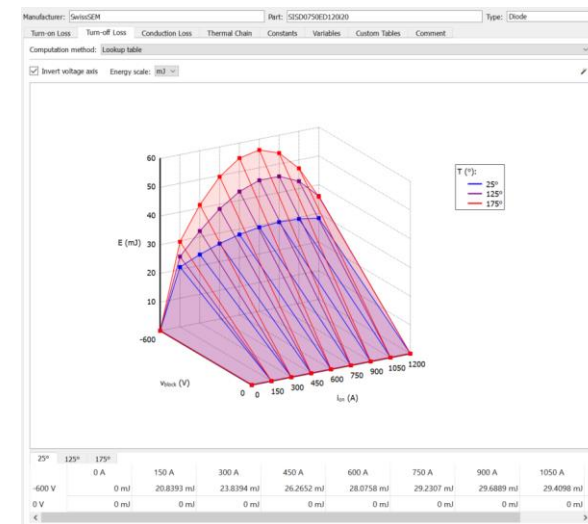 Manufacturer: SwissSEM Part: SISD0750ED120i20 Type: Diode
Turn-on Loss Turn-off Loss Conduction Loss Thermal Chain Constants Variables Custom Tables Comment
Computation method: Lookup table
Invert voltage axis Energy scale: mJ
T (°):
25°
125°
175°
60
50
40
E (mJ) 30
20
10
-600
Vblock (V)
0 0 150 300 450 600 750 900 1050 1200
ion (A)
25° 125° 175°
0 A 150 A 300 A 450 A 600 A 750 A 900 A 1050 A
-600 V 0 mJ 20.8393 mJ 23.8394 mJ 26.2652 mJ 28.0758 mJ 29.2307 mJ 29.6889 mJ 29.4098 mJ
0 V 0 mJ 0 mJ 0 mJ 0 mJ 0 mJ 0 mJ 0 mJ 0 mJ